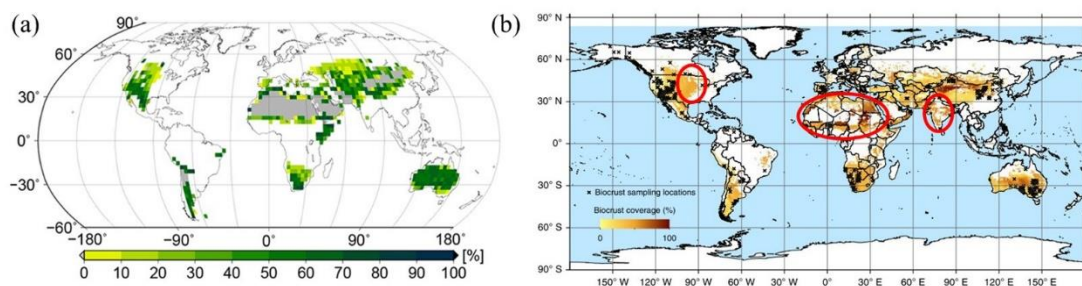 (a)
90°
60°
30°
0°
−30°
−60°
−180° −90° 0° 90° 180°
0 10 20 30 40 50 60 70 80 90 100 [%]
(b)
90° N
60° N
30° N
0°
30° S
60° S
90° S
× Biocrust sampling locations
Biocrust coverage (%)
0 100
150° W 120° W 90° W 60° W 30° W 0° 30° E 60° E 90° E 120° E 150° E